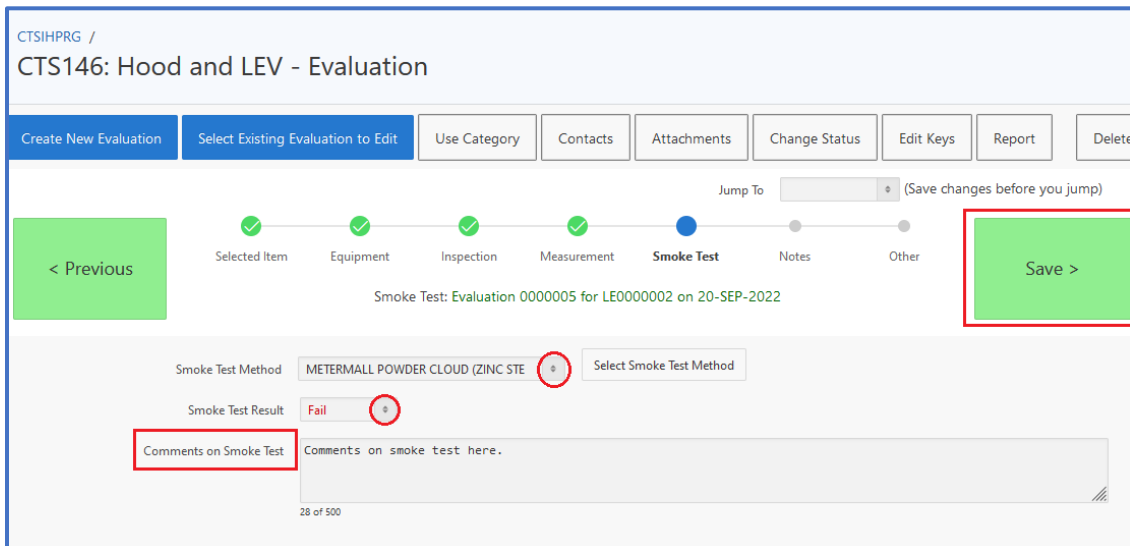 CTSIHPRG /
CTS146: Hood and LEV - Evaluation
Create New Evaluation Select Existing Evaluation to Edit Use Category Contacts Attachments Change Status Edit Keys Report Delete
Jump To (Save changes before you jump)
< Previous Selected Item Equipment Inspection Measurement Smoke Test Notes Other Save >
Smoke Test: Evaluation 0000005 for LE0000002 on 20-SEP-2022
Smoke Test Method METERMALL POWDER CLOUD (ZINC STE Select Smoke Test Method
Smoke Test Result Fail
Comments on Smoke Test Comments on smoke test here.
28 of 500